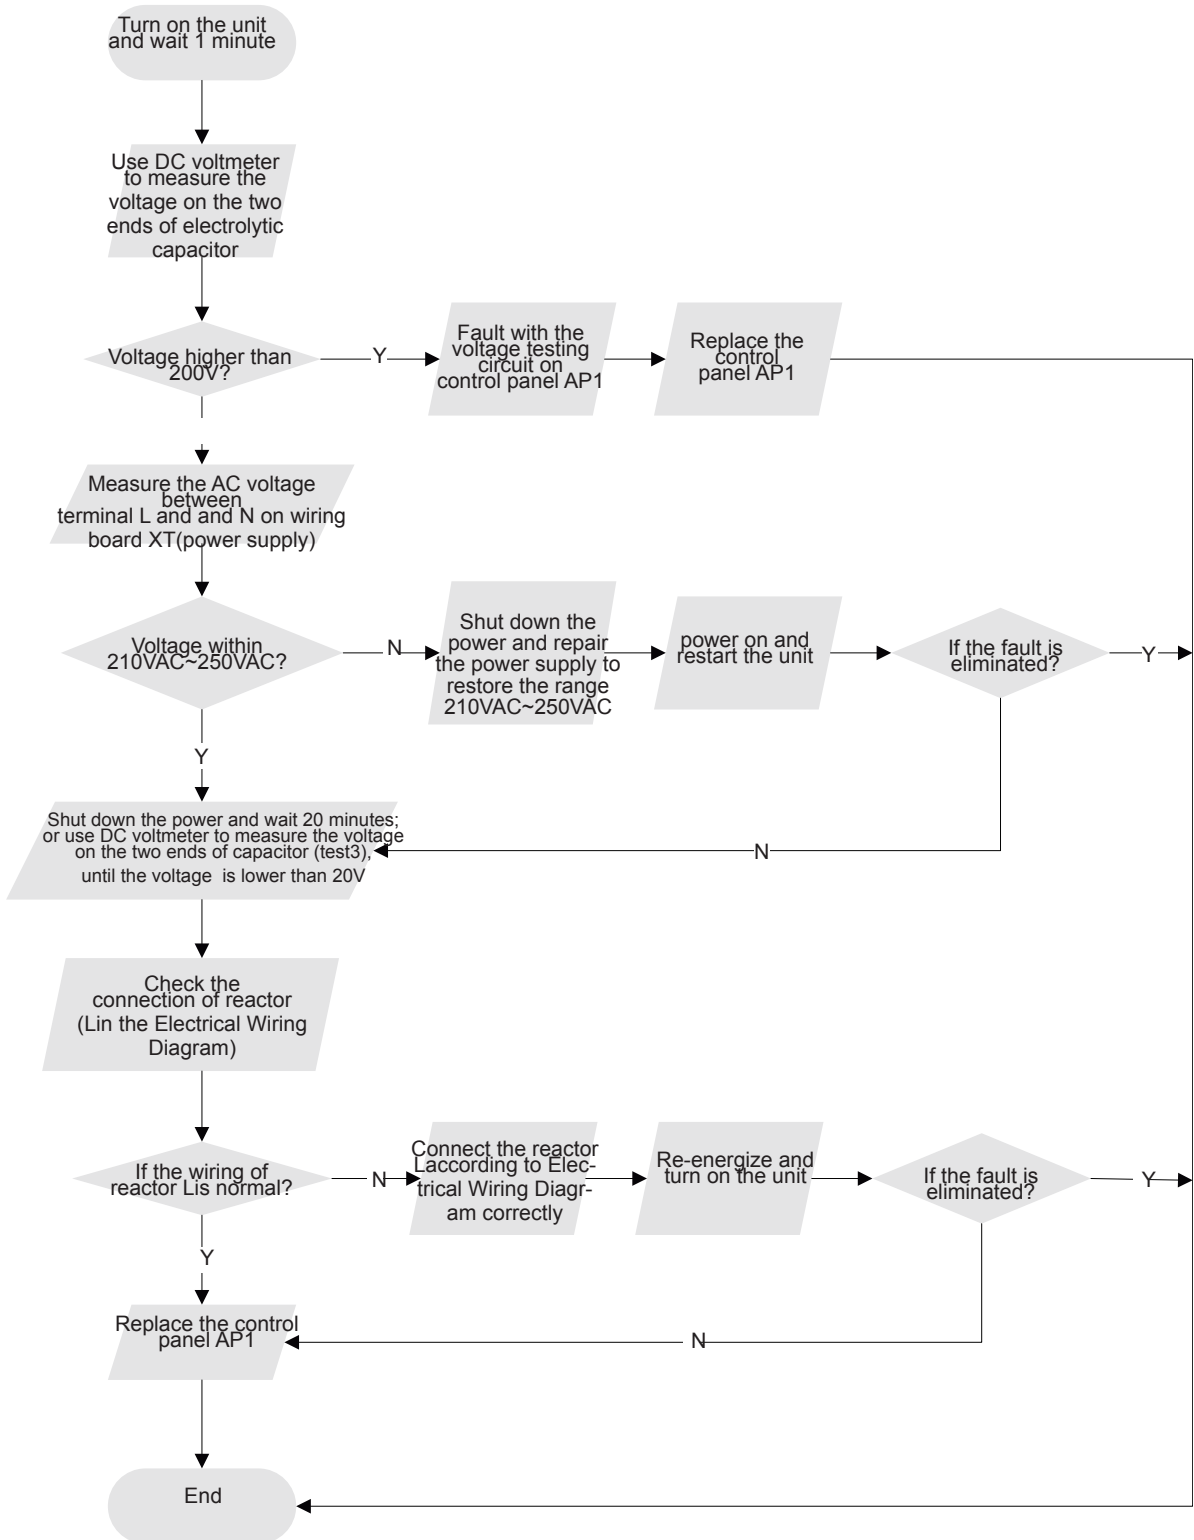 Turn on the unit
and wait 1 minute
Use DC voltmeter
to measure the
voltage on the two
ends of electrolytic
capacitor
Voltage higher than
200V?
Y
Fault with the
voltage testing
circuit on
control panel AP1
Replace the
control
panel AP1
Measure the AC voltage
between
terminal L and and N on wiring
board XT(power supply)
Voltage within
210VAC~250VAC?
N
Shut down the
power and repair
the power supply to
restore the range
210VAC~250VAC
power on and
restart the unit
If the fault is
eliminated?
Y
Y
Shut down the power and wait 20 minutes;
or use DC voltmeter to measure the voltage
on the two ends of capacitor (test3),
until the voltage is lower than 20V
N
Check the
connection of reactor
(Lin the Electrical Wiring
Diagram)
If the wiring of
reactor Lis normal?
N
Connect the reactor
Laccording to Elec-
trical Wiring Diagr-
am correctly
Re-energize and
turn on the unit
If the fault is
eliminated?
Y
Y
Replace the control
panel AP1
N
End